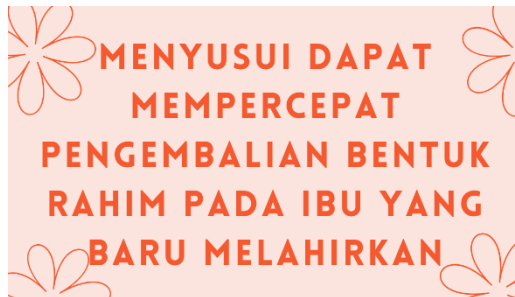 MENYUSUI DAPAT
MEMPERCEPAT
PENGEMBALIAN BENTUK
RAHIM PADA IBU YANG
BARU MELAHIRKAN